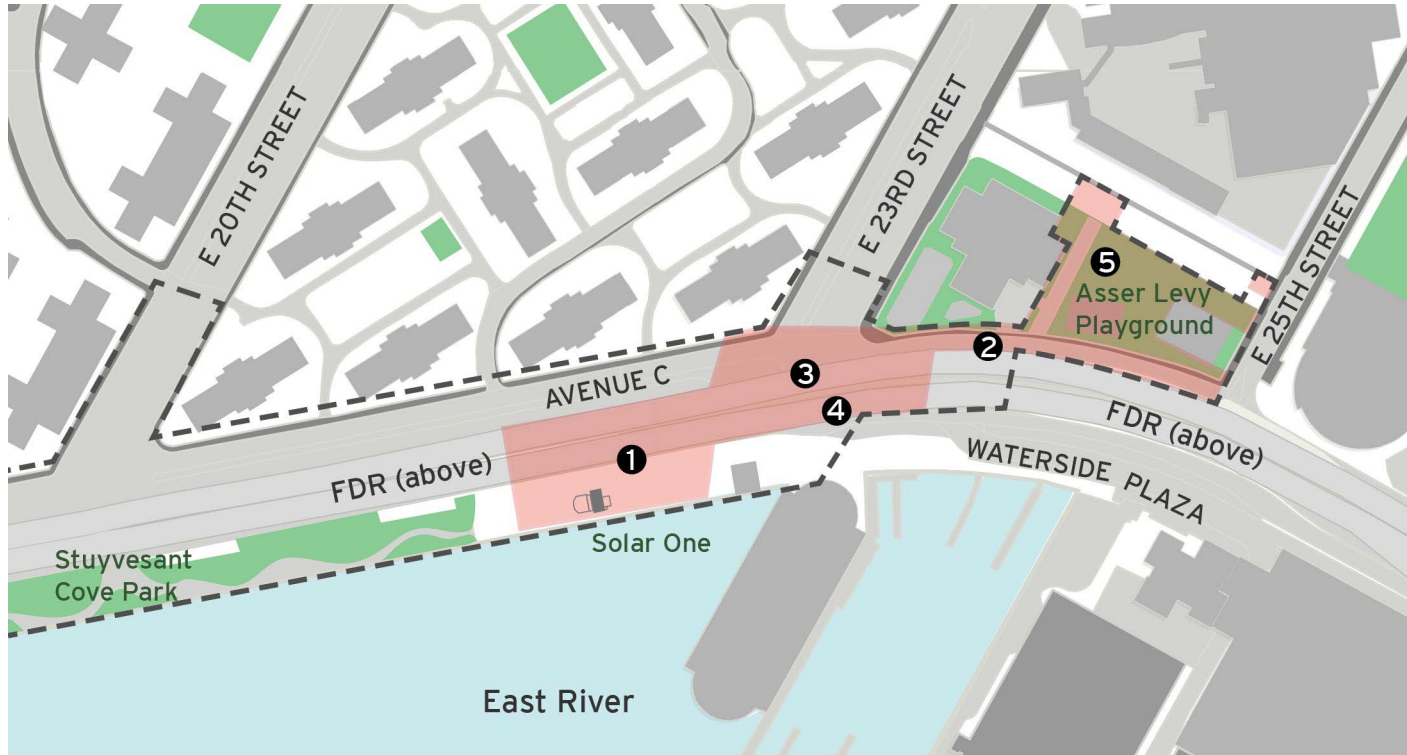 E 20TH STREET
E 23RD STREET
E 25TH STREET
5
Asser Levy
Playground
2
3
AVENUE C
4
FDR (above)
1
FDR (above)
WATERSIDE PLAZA
Solar One
Stuyvesant
Cove Park
East River